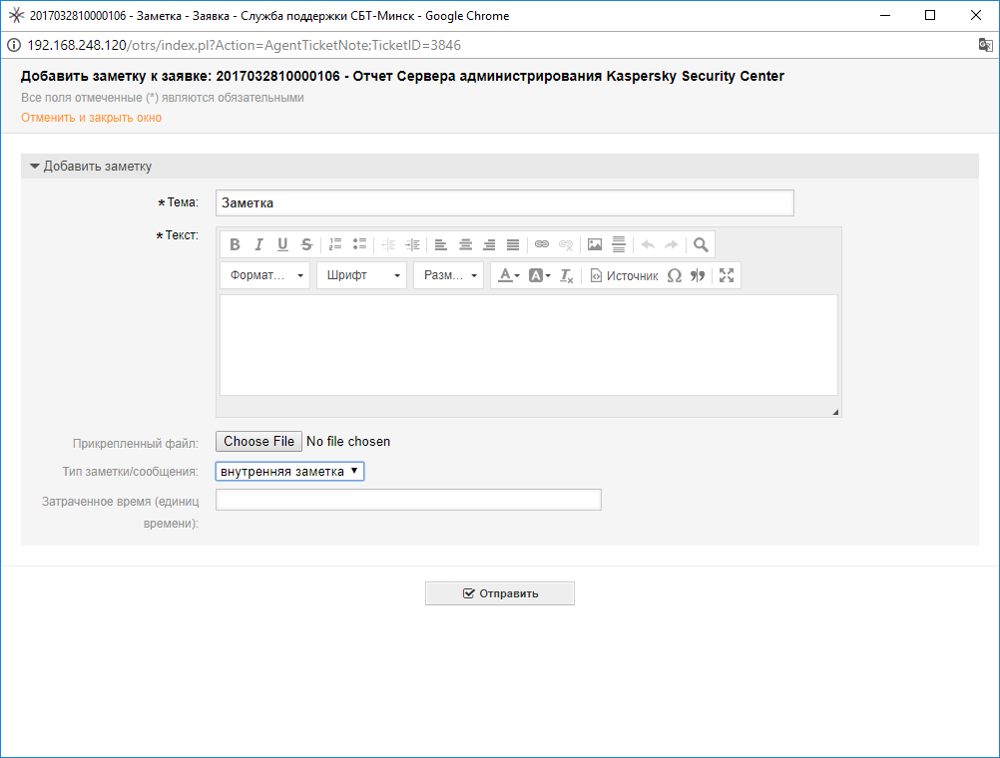 2017032810000106 - Заметка - Заявка - Служба поддержки СБТ-Минск - Google Chrome
192.168.248.120/otrs/index.pl?Action=AgentTicketNote;TicketID=3846
Добавить заметку к заявке: 2017032810000106 - Отчет Сервера администрирования Kaspersky Security Center
Все поля отмеченные (*) являются обязательными
Отменить и закрыть окно
Добавить заметку
* Тема: Заметка
* Текст:
Формат... Шрифт Разм... Источник
Прикрепленный файл: Choose File No file chosen
Тип заметки/сообщения: внутренняя заметка
Затраченное время (единиц
времени):
Отправить